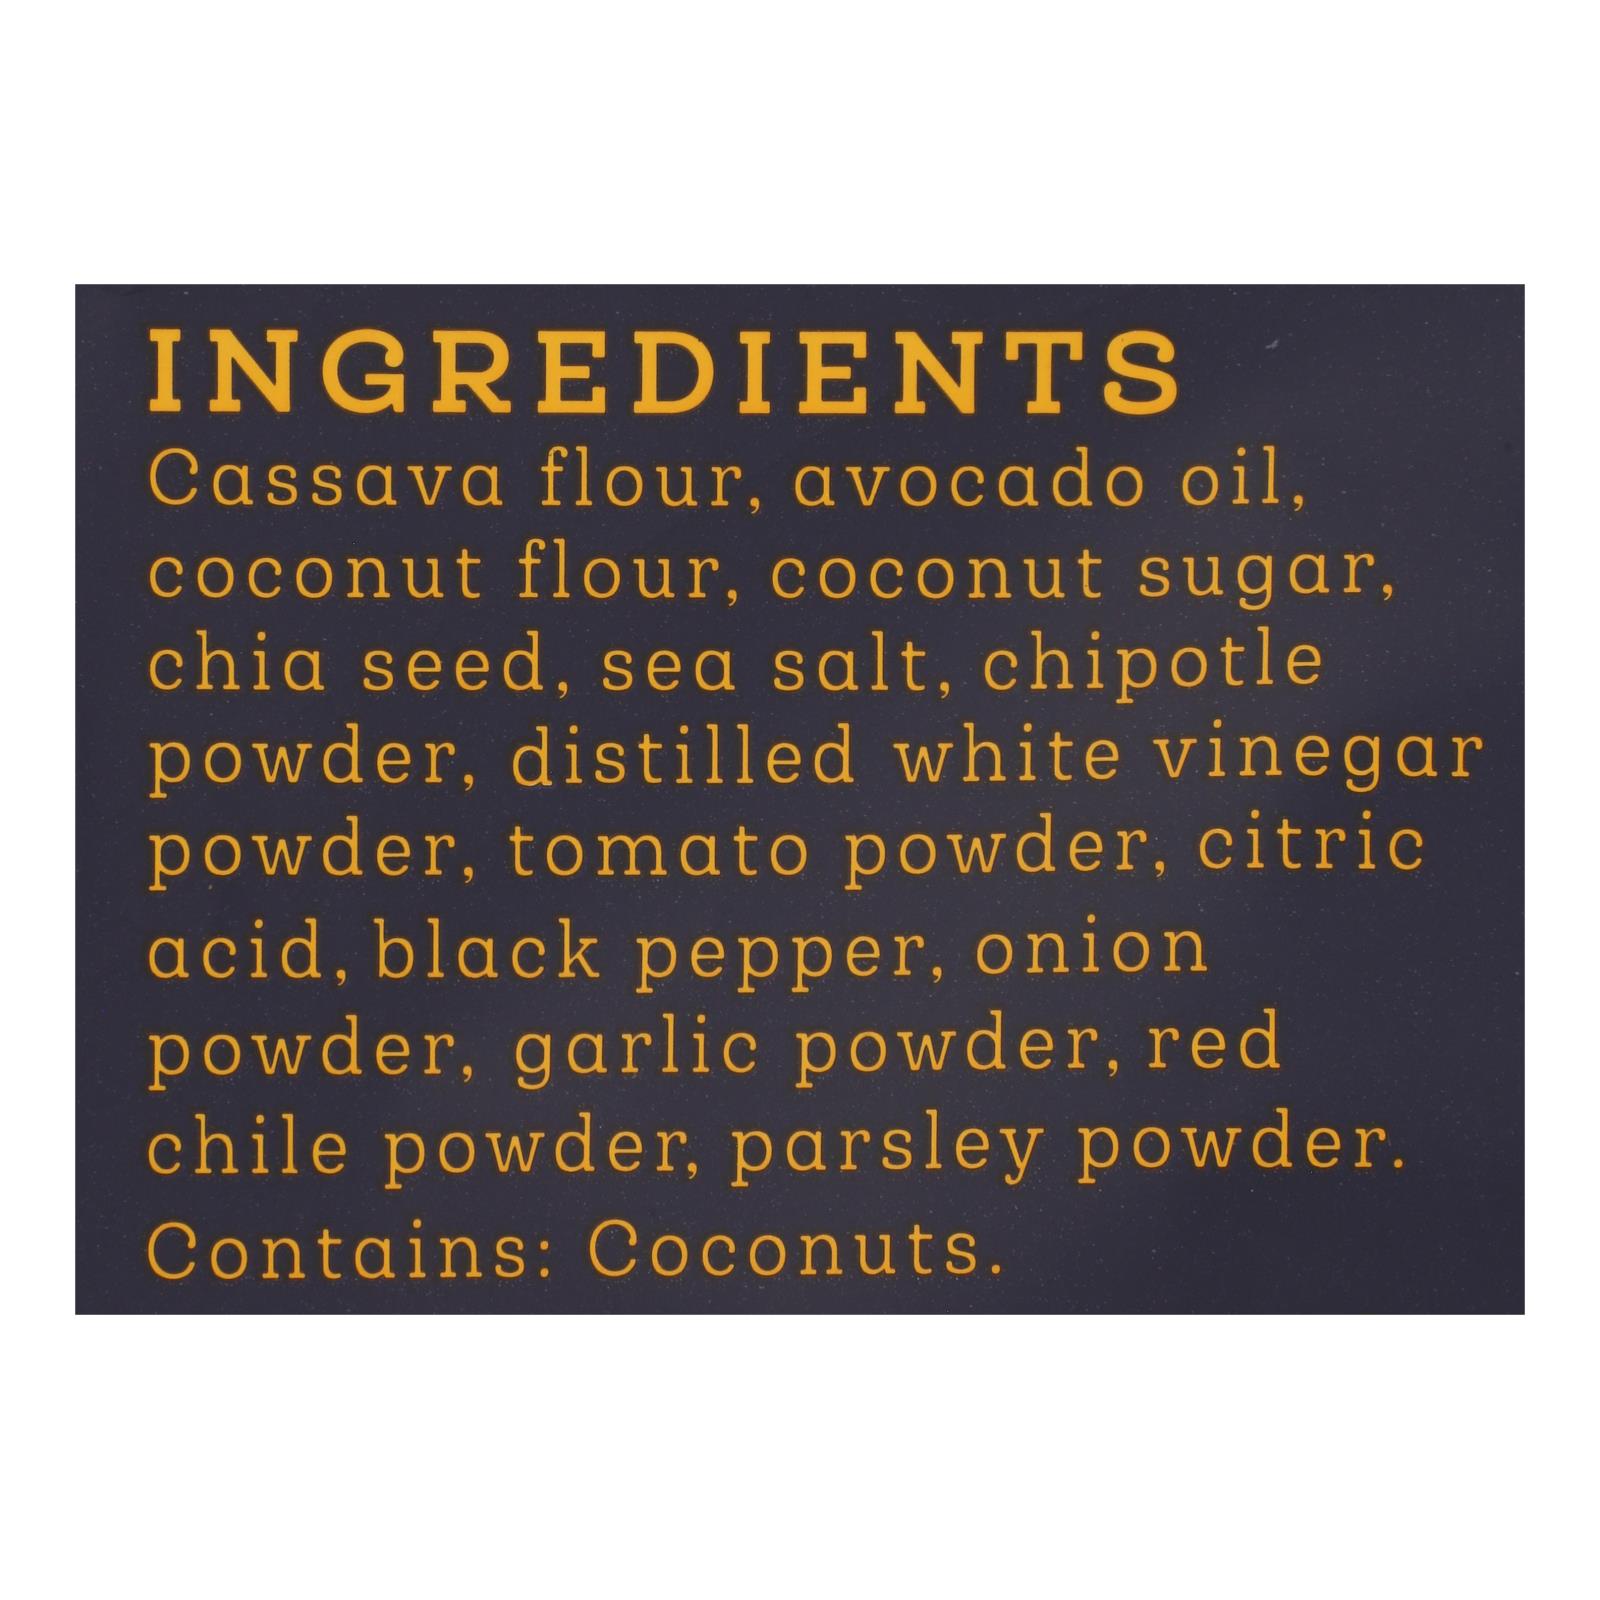 INGREDIENTS
Cassava flour, avocado oil,
coconut flour, coconut sugar,
chia seed, sea salt, chipotle
powder, distilled white vinegar
powder, tomato powder, citric
acid, black pepper, onion
powder, garlic powder, red
chile powder, parsley powder.
Contains: Coconuts.